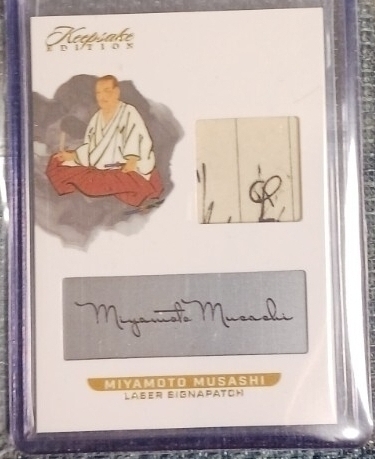 Keepsake
EDITION
Miyamoto Musashi
MIYAMOTO MUSASHI
LASER SIGNAPATCH